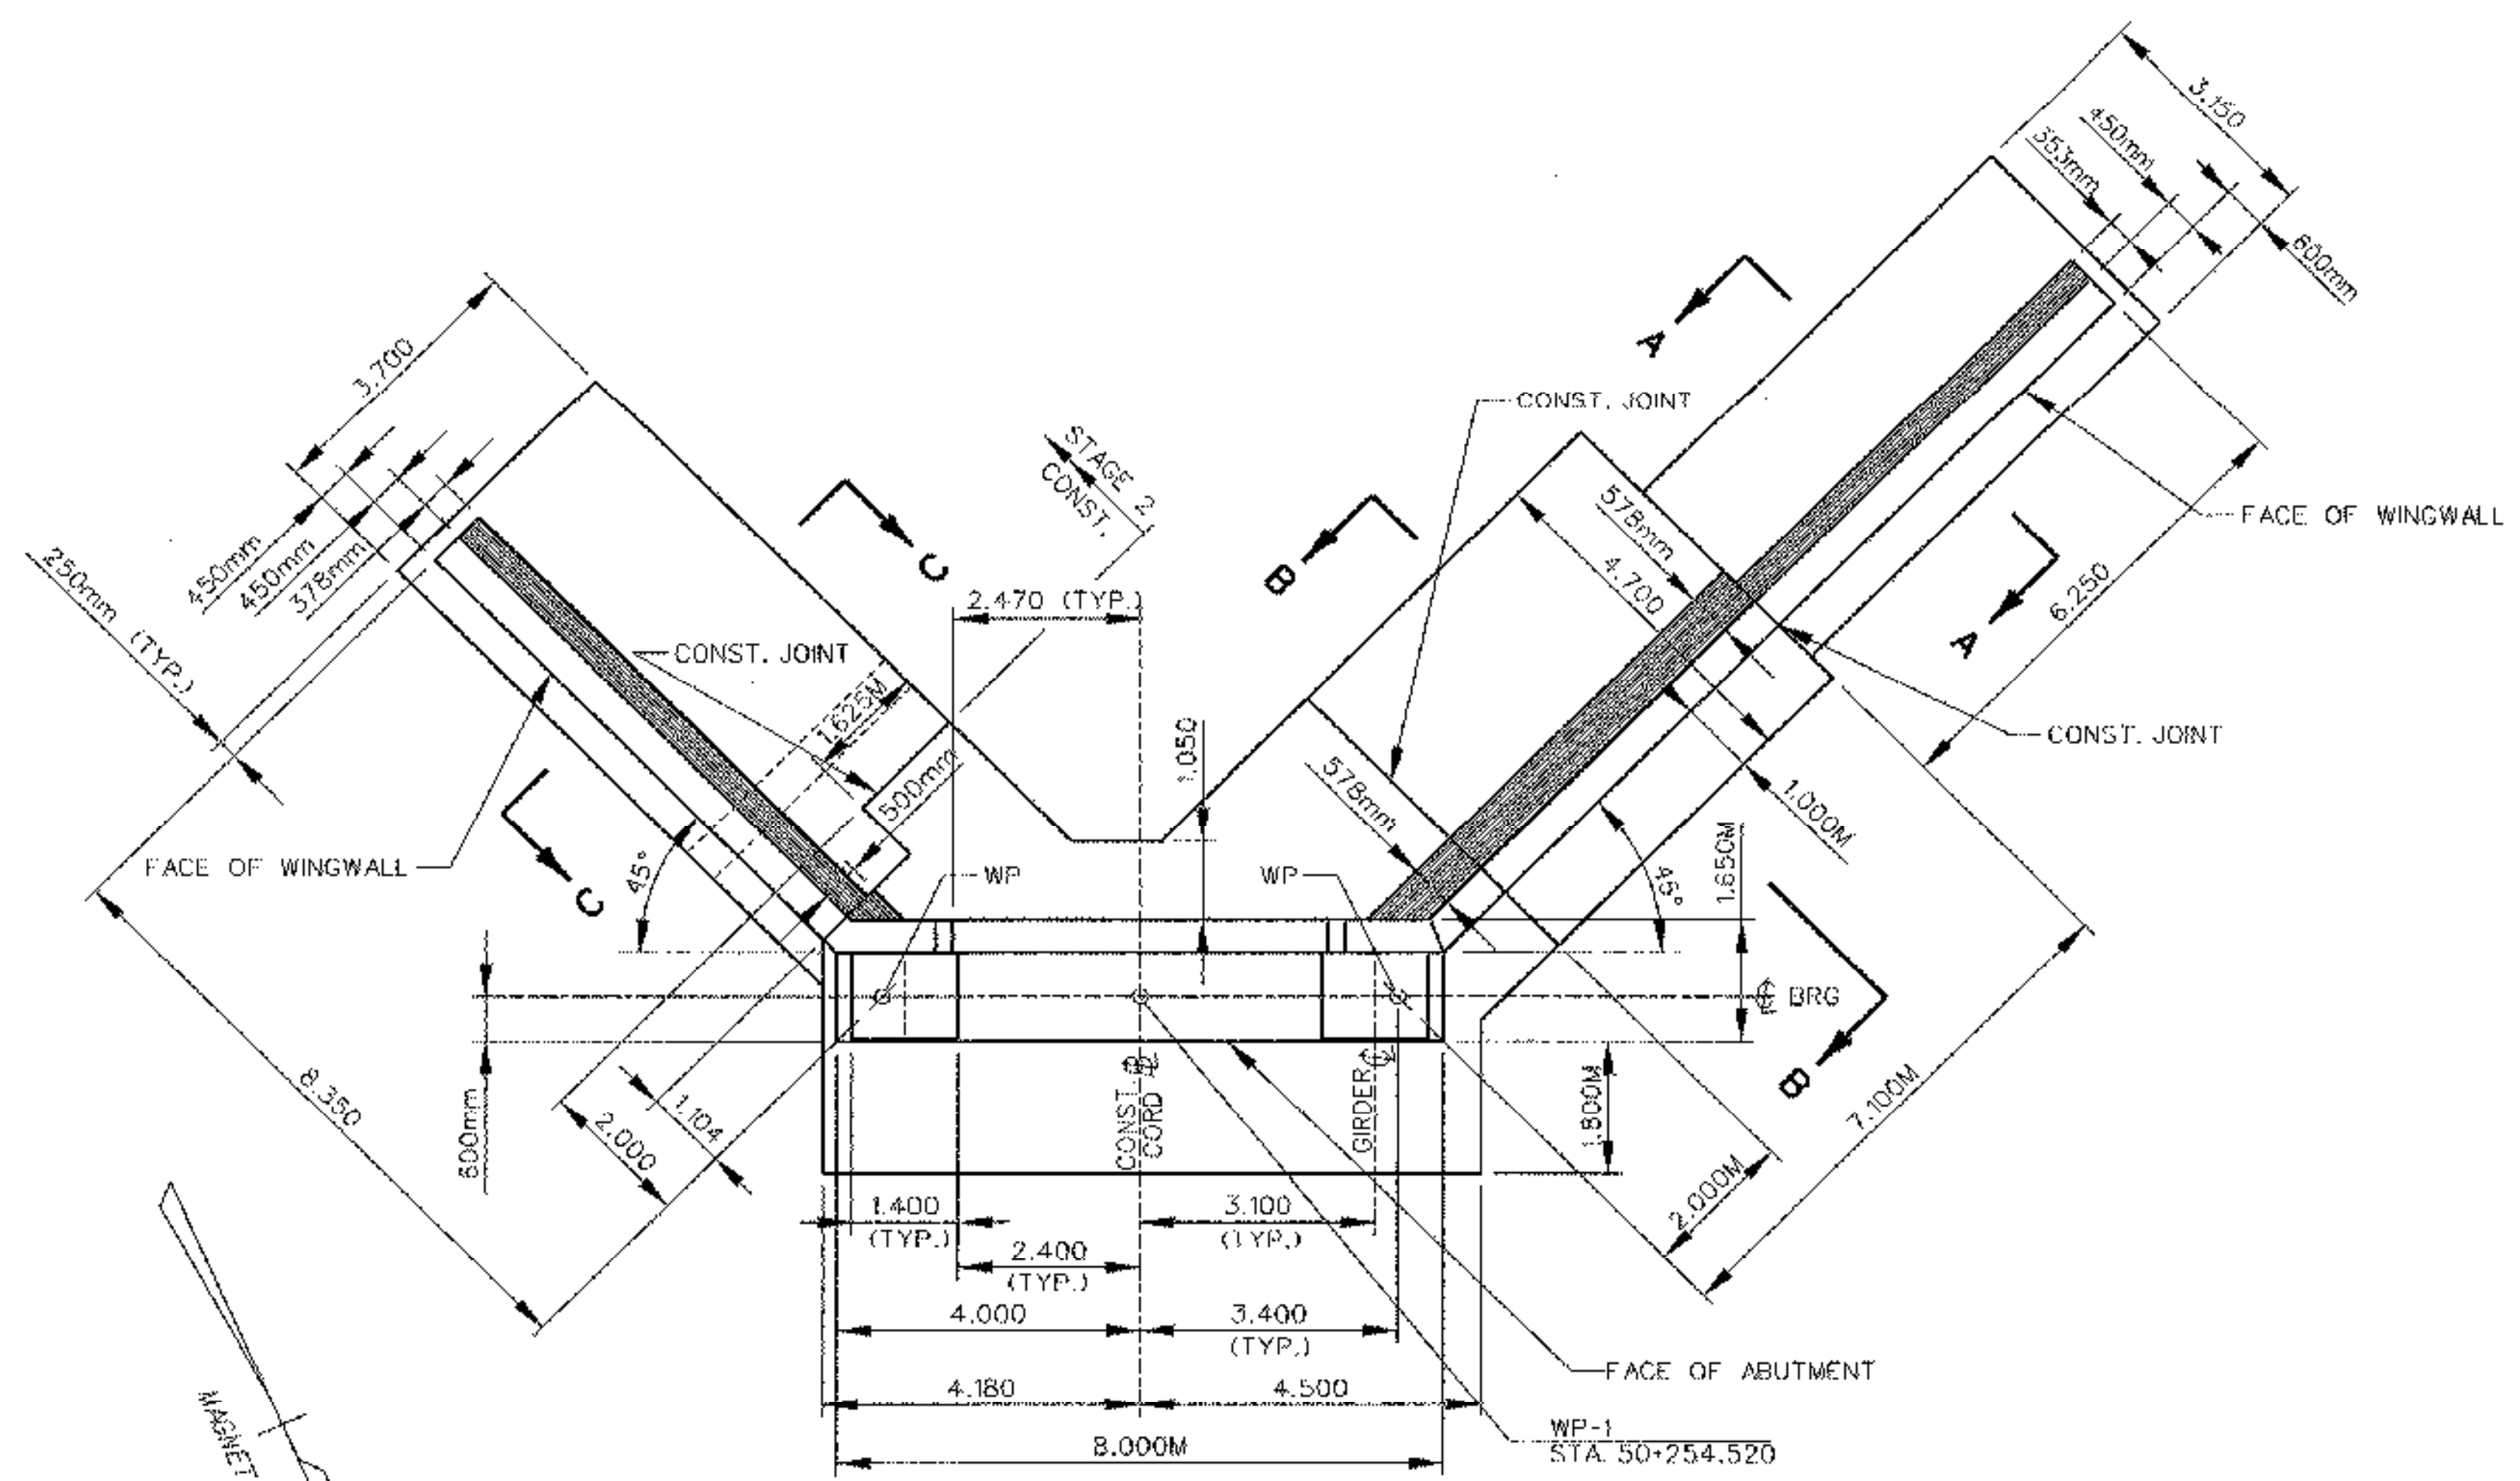 3.150
450mm
353mm
600mm
A
3.700
CONST. JOINT
STAGE 2
CONST.
578mm
4.700
FACE OF WINGWALL
C
B
450mm
450mm
378mm
250mm (TYP.)
2.470 (TYP.)
6.250
A
CONST. JOINT
1.625M
1.050
CONST. JOINT
500mm
578mm
1.000M
FACE OF WINGWALL
45°
C
WP
WP
45°
1.650M
℄ BRG
B
8.350
600mm
2.000
1.104
CONST. ℄
CORD
GIRDER ℄
1.800M
7.100M
2.000M
1.400
(TYP.)
3.100
(TYP.)
2.400
(TYP.)
4.000
3.400
(TYP.)
FACE OF ABUTMENT
4.180
4.500
WP-1
STA. 50+254.520
8.000M
MAGNET